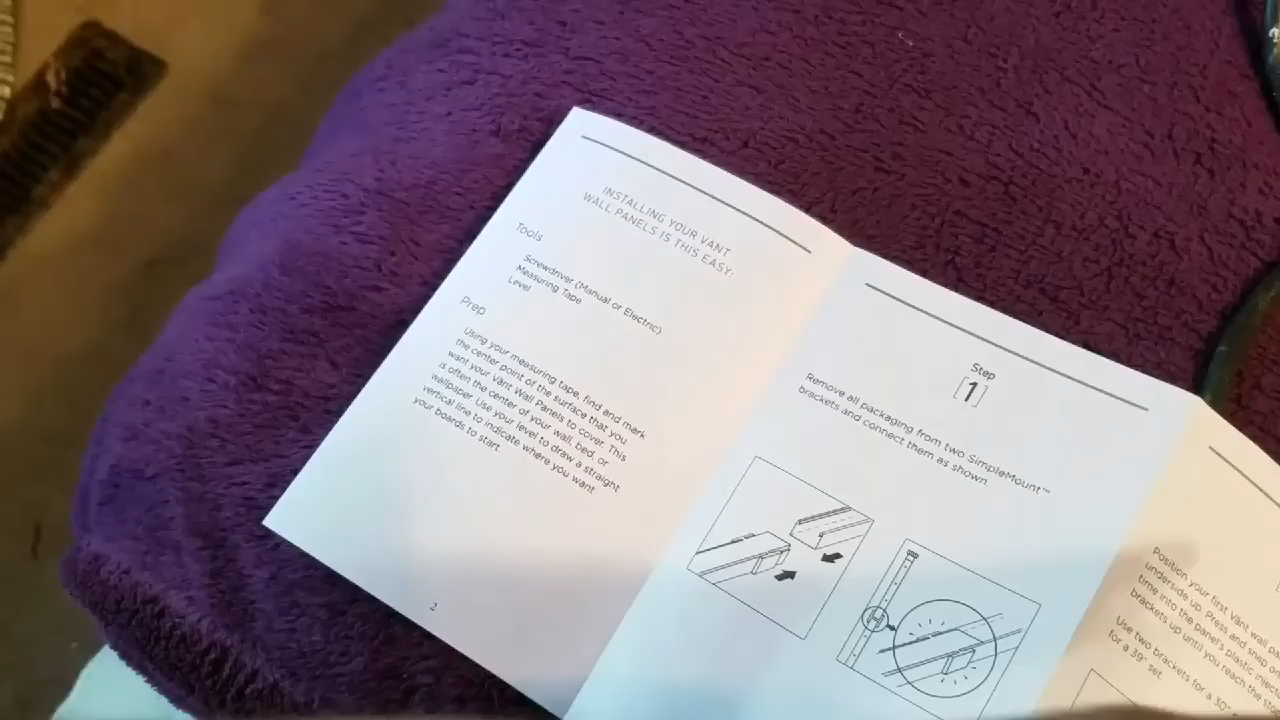 INSTALLING YOUR VANT
WALL PANELS IS THIS EASY:
Tools
Screwdriver (Manual or Electric)
Measuring Tape
Level
Prep
Using your measuring tape, find and mark
the center point of the surface that you
want your Vänt Wall Panels to cover. This
is often the center of your wall, bed, or
wallpaper. Use your level to draw a straight
vertical line to indicate where you want
your boards to start.
2
Step
[1]
Remove all packaging from two SimpleMount™
brackets and connect them as shown.
Position your first Vänt wall
underside up. Press and snap
time into the panel's plastic
brackets up until you reach the
Use two brackets for a 30"
for a 39" set.